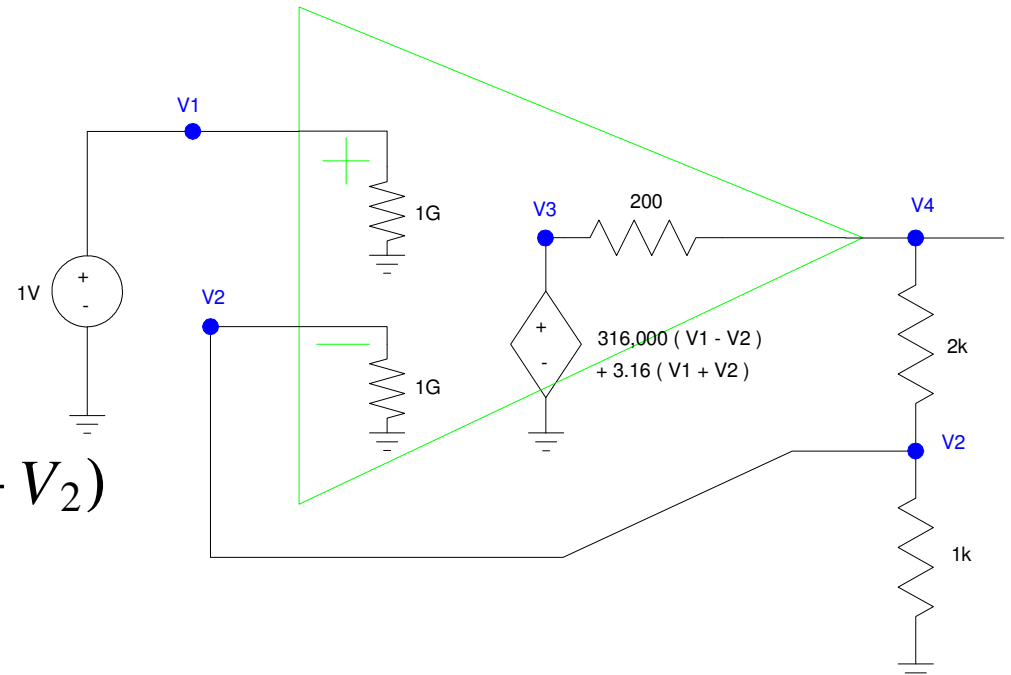 V1
+
1G
200
V3
V4
1V
+
-
V2
+
-
316,000 ( V1 - V2 )
+ 3.16 ( V1 + V2 )
2k
−
1G
V2
- V₂)
1k